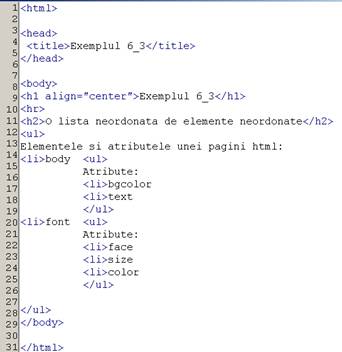 1 <html>
2
3 <head>
4 <title>Exemplul 6_3</title>
5 </head>
6
7
8 <body>
9 <h1 align="center">Exemplul 6_3</h1>
10 <hr>
11 <h2>O lista neordonata de elemente neordonate</h2>
12 <ul>
13 Elementele si atributele unei pagini html:
14 <li>body <ul>
15 Atribute:
16 <li>bgcolor
17 <li>text
18
19 </ul>
20 <li>font <ul>
21 Atribute:
22 <li>face
23 <li>size
24 <li>color
25 </ul>
26
27
28 </ul>
29 </body>
30
31 </html>